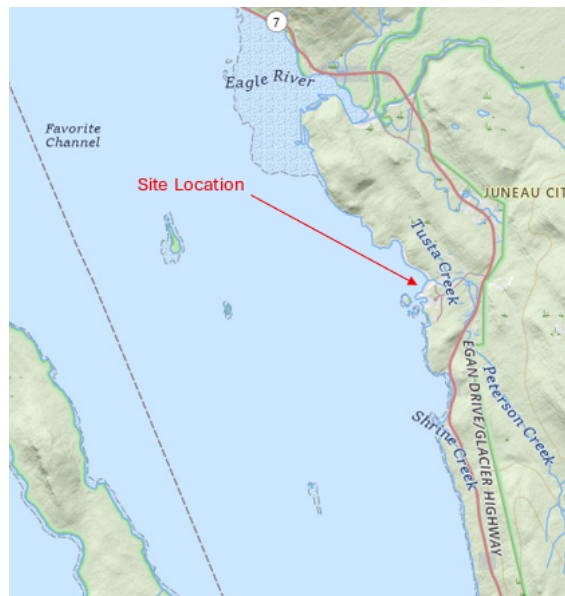 7
Eagle River
Favorite
Channel
Site Location
JUNEAU CIT
Tusta Creek
EGAN DRIVE/GLACIER HIGHWAY
Peterson Creek
Shrine Creek